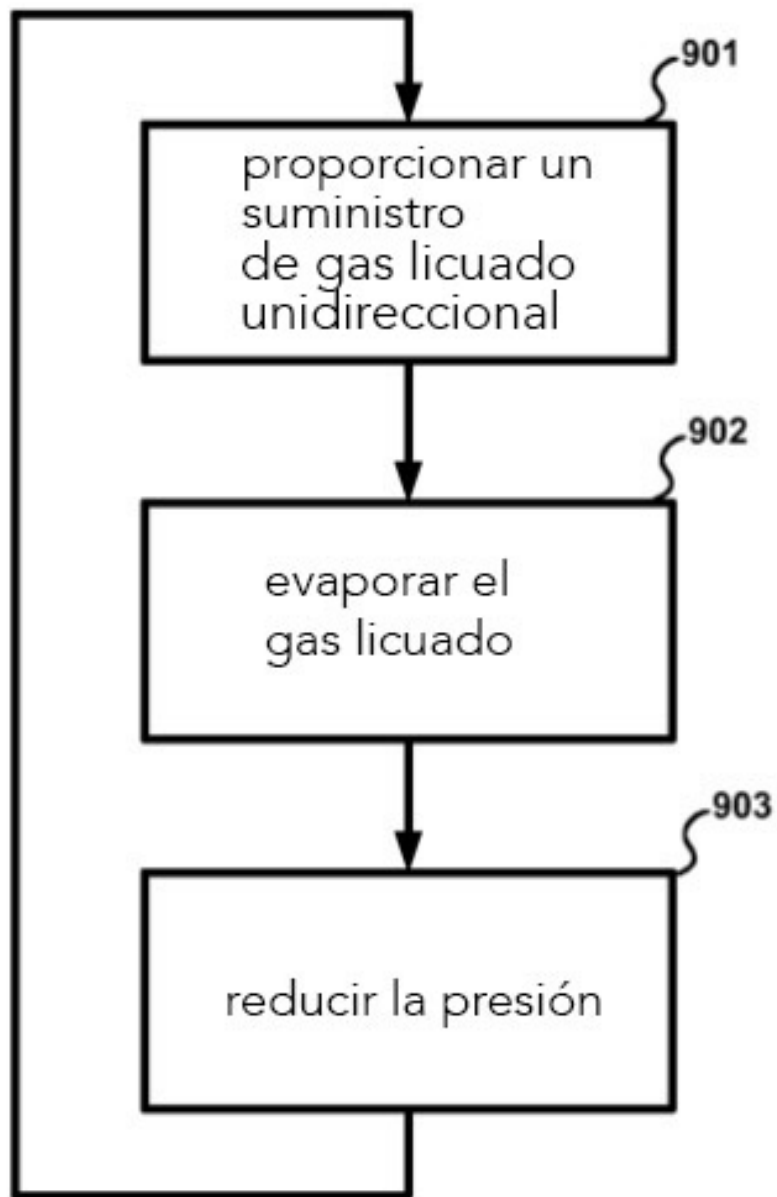 901
proporcionar un
suministro
de gas licuado
unidireccional
902
evaporar el
gas licuado
903
reducir la presión